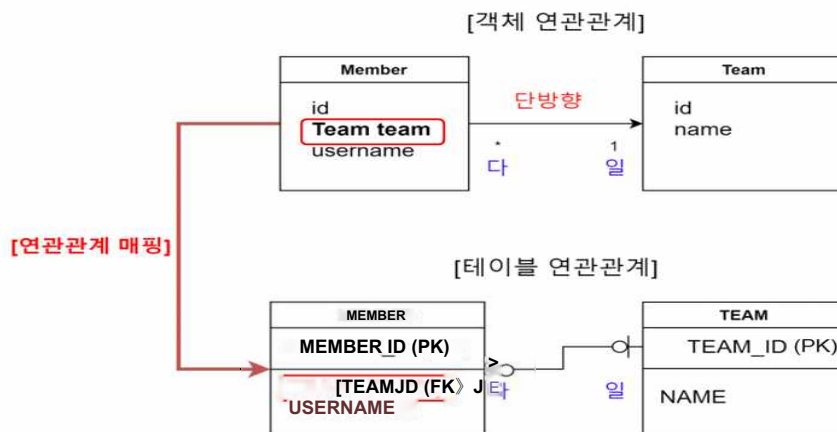 [객체 연관관계]
Member
id
Team team
username
단방향
*
다
1
일
Team
id
name
[연관관계 매핑]
[테이블 연관관계]
MEMBER
MEMBER_ID (PK)
[TEAMJD (FK》 J
USERNAME
>
다
일
TEAM
TEAM_ID (PK)
NAME